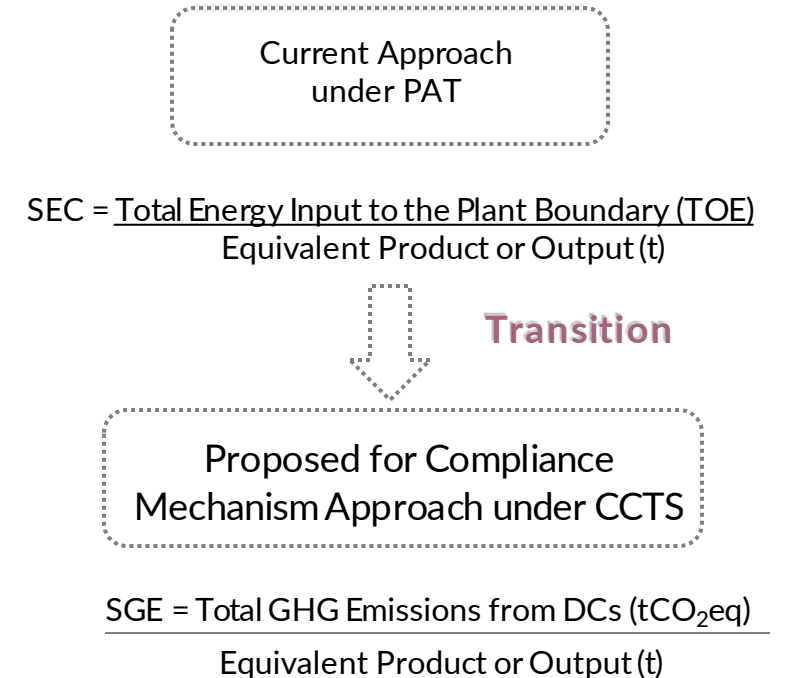 Current Approach
under PAT
SEC = Total Energy Input to the Plant Boundary (TOE)
Equivalent Product or Output (t)
Transition
Proposed for Compliance
Mechanism Approach under CCTS
SGE = Total GHG Emissions from DCs (tCO₂eq)
Equivalent Product or Output (t)